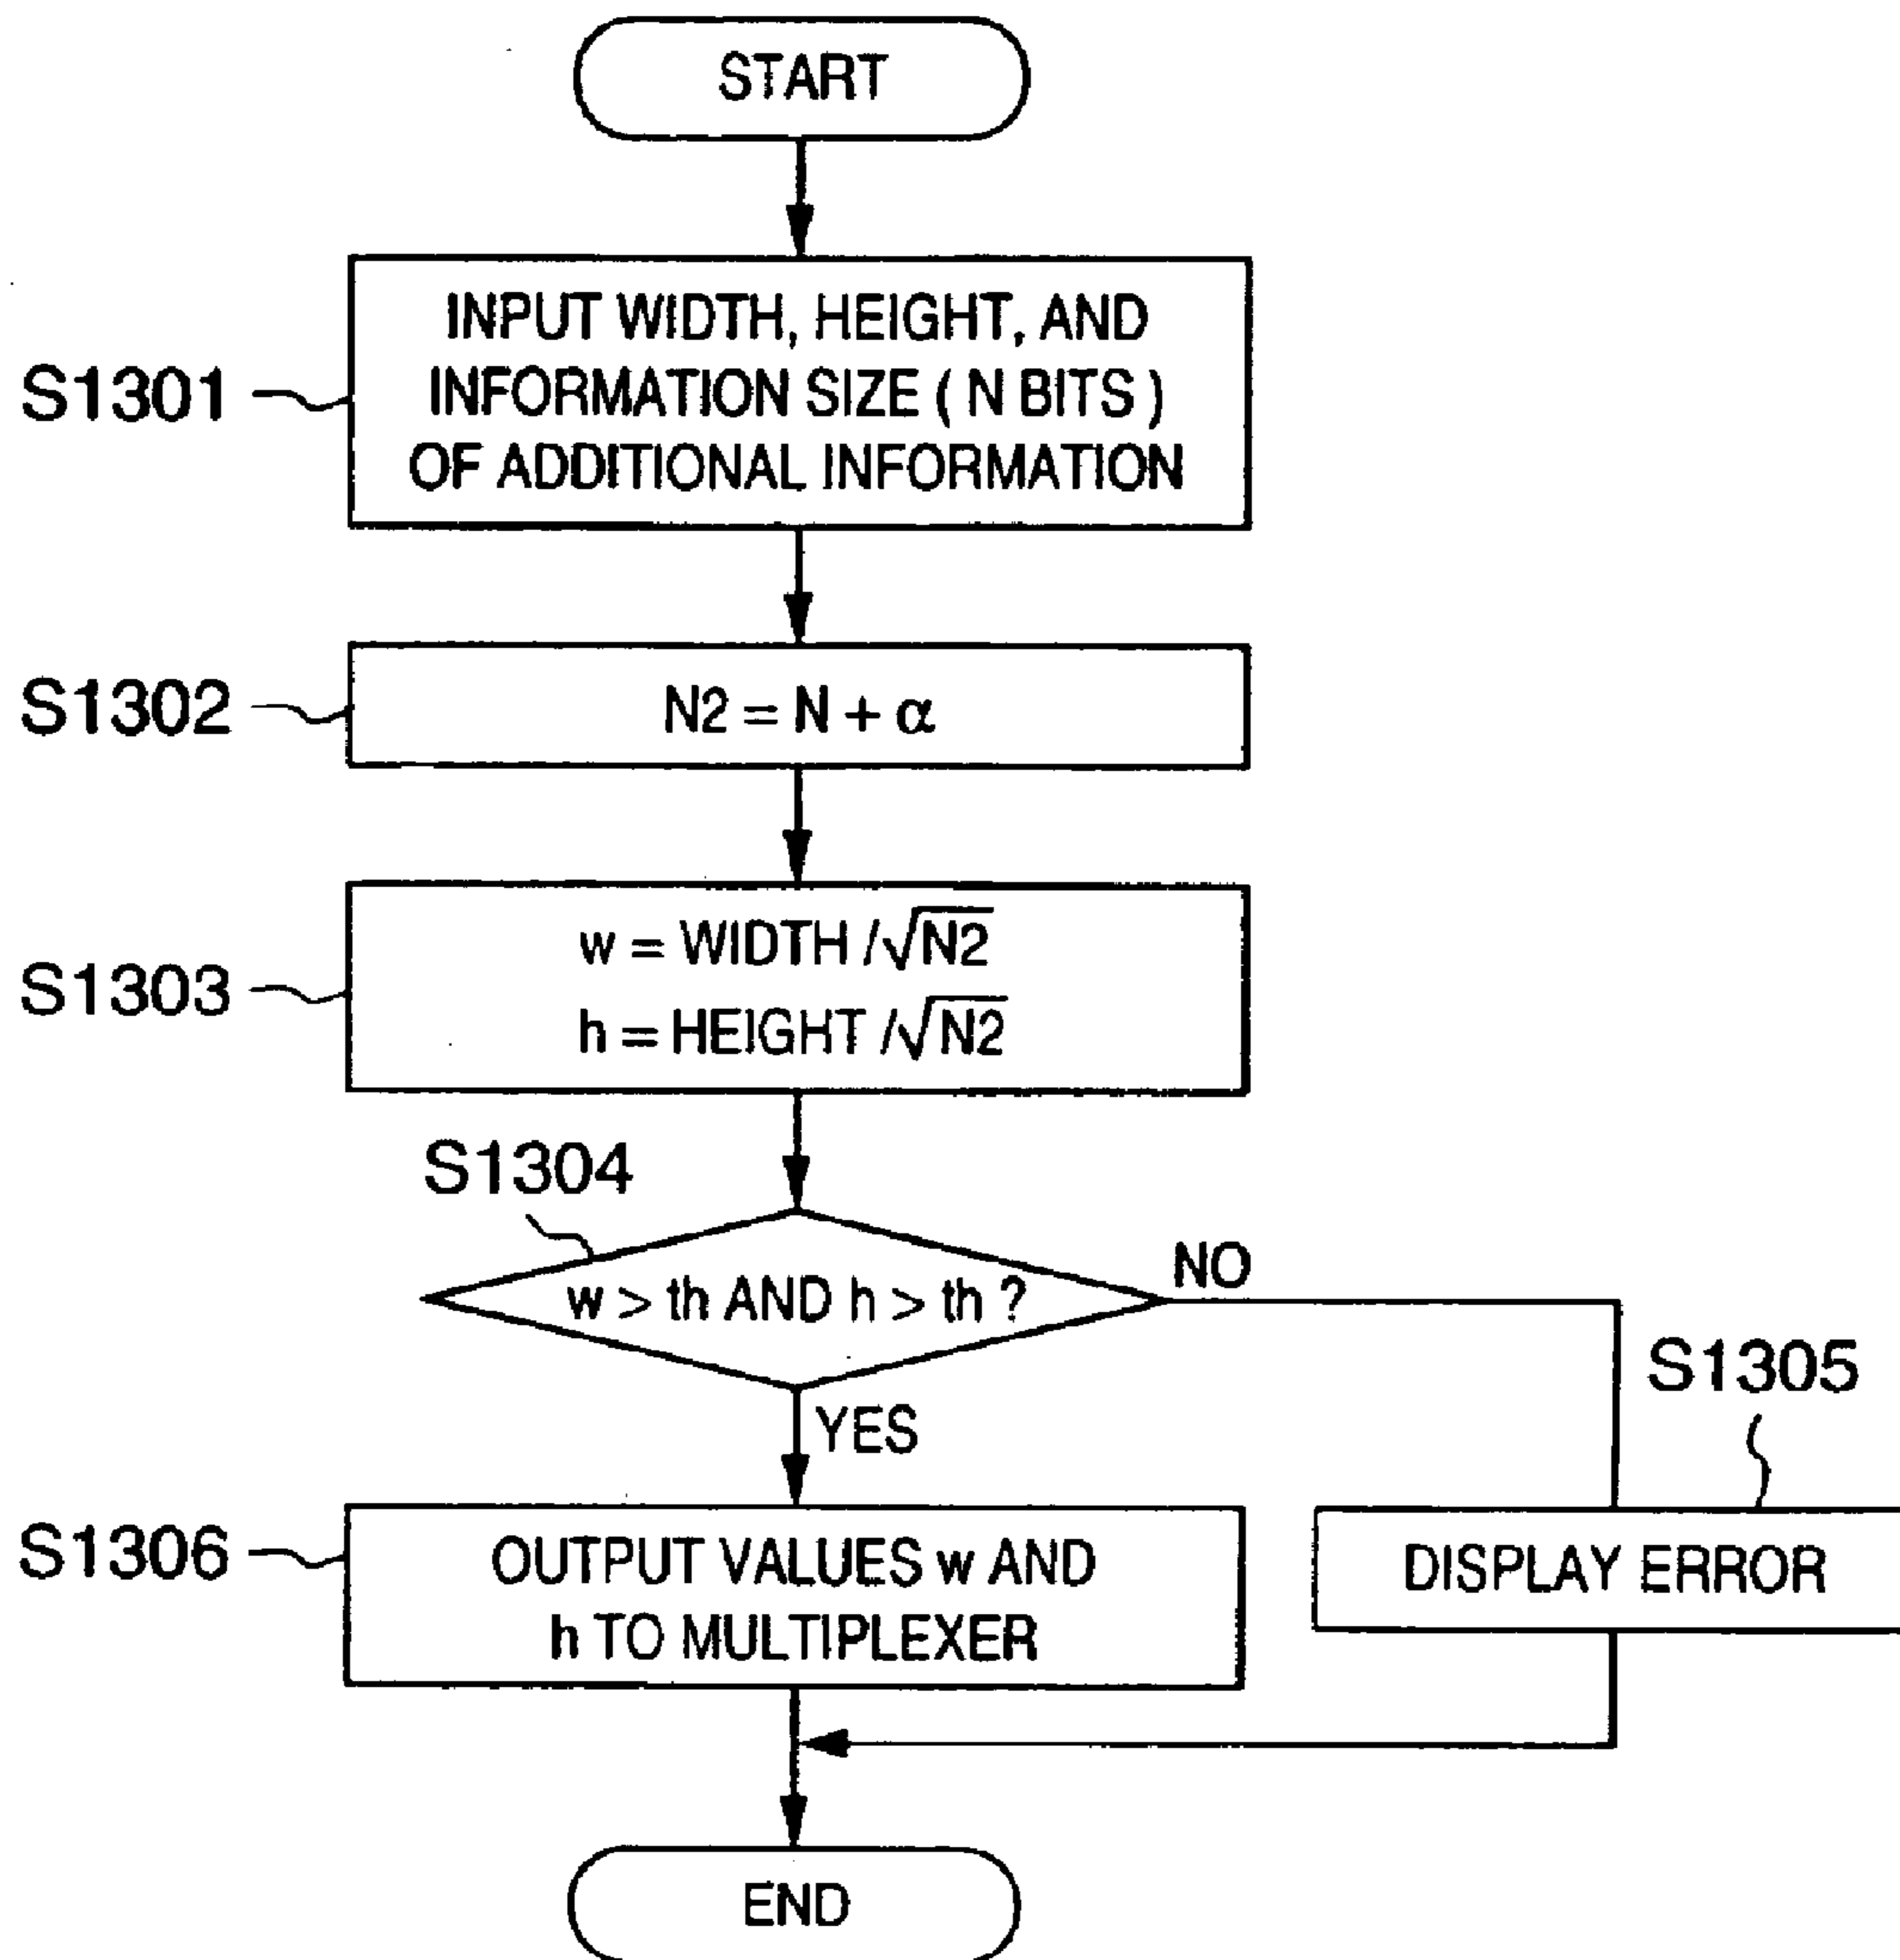 START
S1301
INPUT WIDTH, HEIGHT, AND
INFORMATION SIZE ( N BITS )
OF ADDITIONAL INFORMATION
S1302
N2 = N + α
S1303
w = WIDTH /√N2
h = HEIGHT /√N2
S1304
w > th AND h > th ?
NO
YES
S1305
DISPLAY ERROR
S1306
OUTPUT VALUES w AND
h TO MULTIPLEXER
END